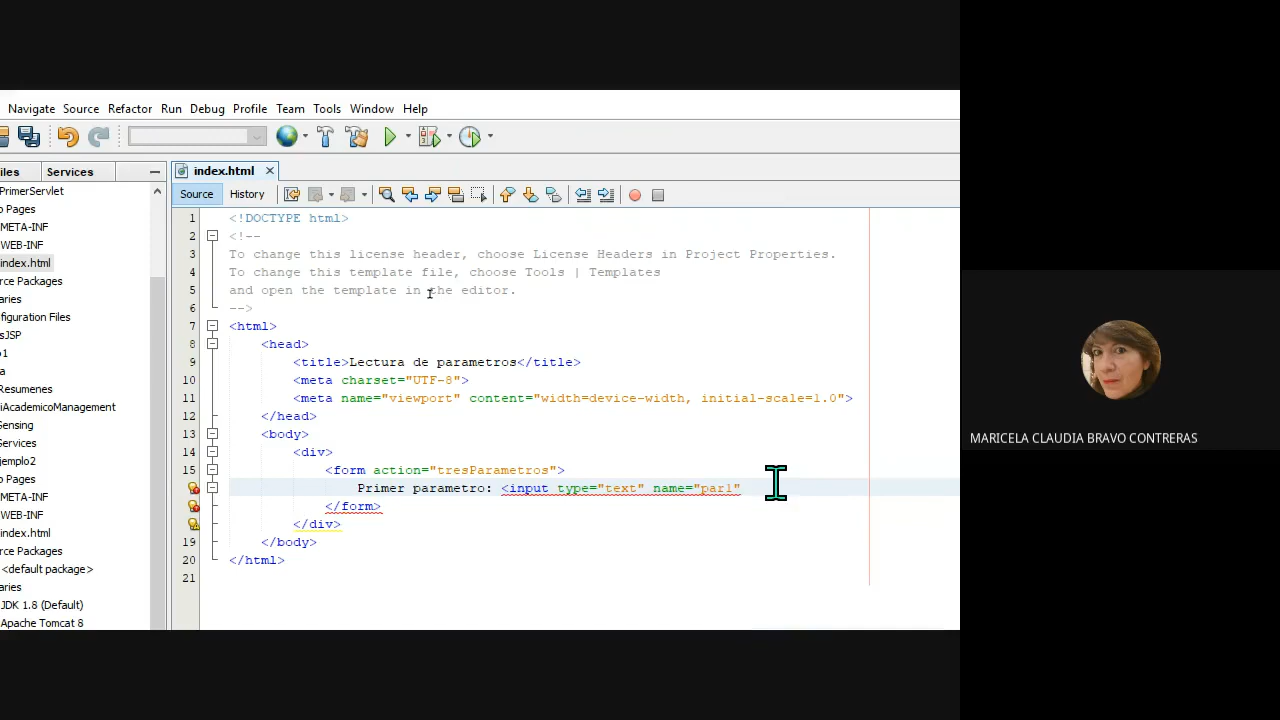 Navigate Source Refactor Run Debug Profile Team Tools Window Help
iles Services
index.html
Source History
PrimerServlet
o Pages
META-INF
WEB-INF
index.html
rce Packages
aries
nfiguration Files
sJSP
o1
a
Resumenes
iAcademicoManagement
Sensing
Services
jemplo2
o Pages
META-INF
WEB-INF
index.html
rce Packages
<default package>
aries
JDK 1.8 (Default)
Apache Tomcat 8
1 <!DOCTYPE html>
2 <!--
3 To change this license header, choose License Headers in Project Properties.
4 To change this template file, choose Tools | Templates
5 and open the template in the editor.
6 -->
7 <html>
8 <head>
9 <title>Lectura de parametros</title>
10 <meta charset="UTF-8">
11 <meta name="viewport" content="width=device-width, initial-scale=1.0">
12 </head>
13 <body>
14 <div>
15 <form action="tresParametros">
Primer parametro: <input type="text" name="par1"
</form>
</div>
19 </body>
20 </html>
21
MARICELA CLAUDIA BRAVO CONTRERAS